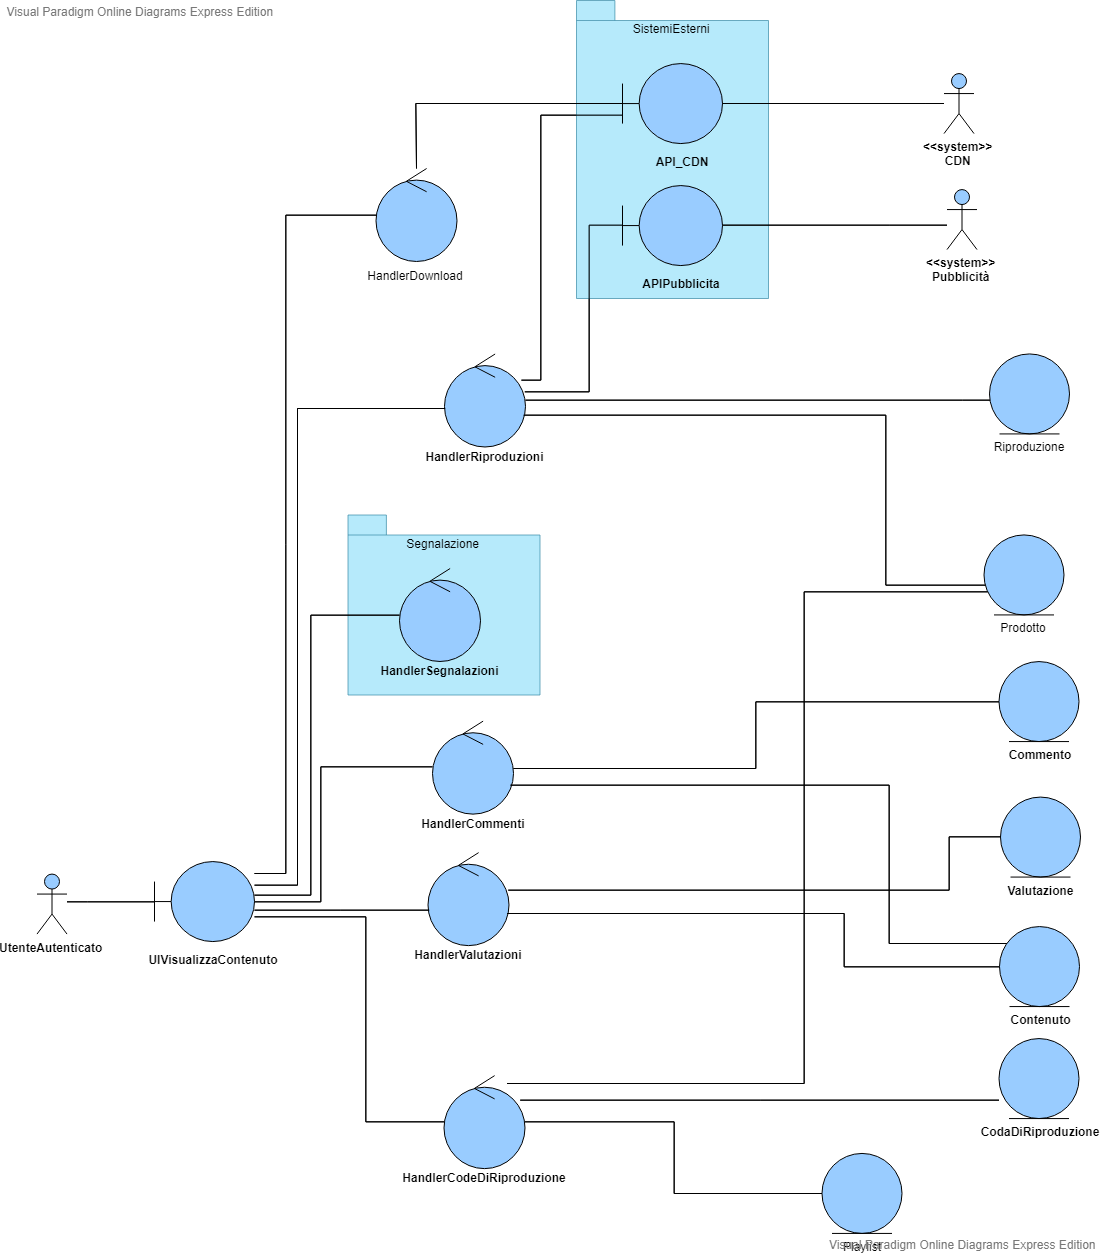 Visual Paradigm Online Diagrams Express Edition
SistemiEsterni
API_CDN
<<system>>
CDN
APIPubblicita
<<system>>
Pubblicità
HandlerDownload
HandlerRiproduzioni
Riproduzione
Segnalazione
HandlerSegnalazioni
Prodotto
Commento
HandlerCommenti
Valutazione
UtenteAutenticato
UIVisualizzaContenuto
HandlerValutazioni
Contenuto
CodaDiRiproduzione
HandlerCodeDiRiproduzione
Playlist
Visual Paradigm Online Diagrams Express Edition